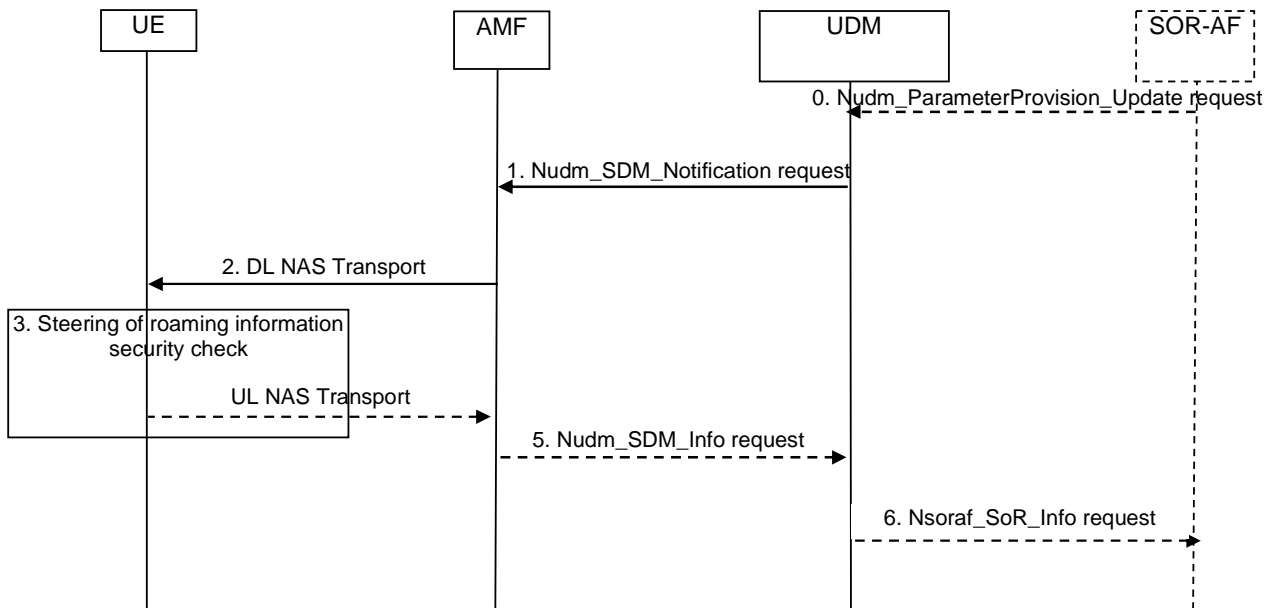 UE
AMF
UDM
SOR-AF
0. Nudm_ParameterProvision_Update request
1. Nudm_SDM_Notification request
2. DL NAS Transport
3. Steering of roaming information
security check
UL NAS Transport
5. Nudm_SDM_Info request
6. Nsoraf_SoR_Info request